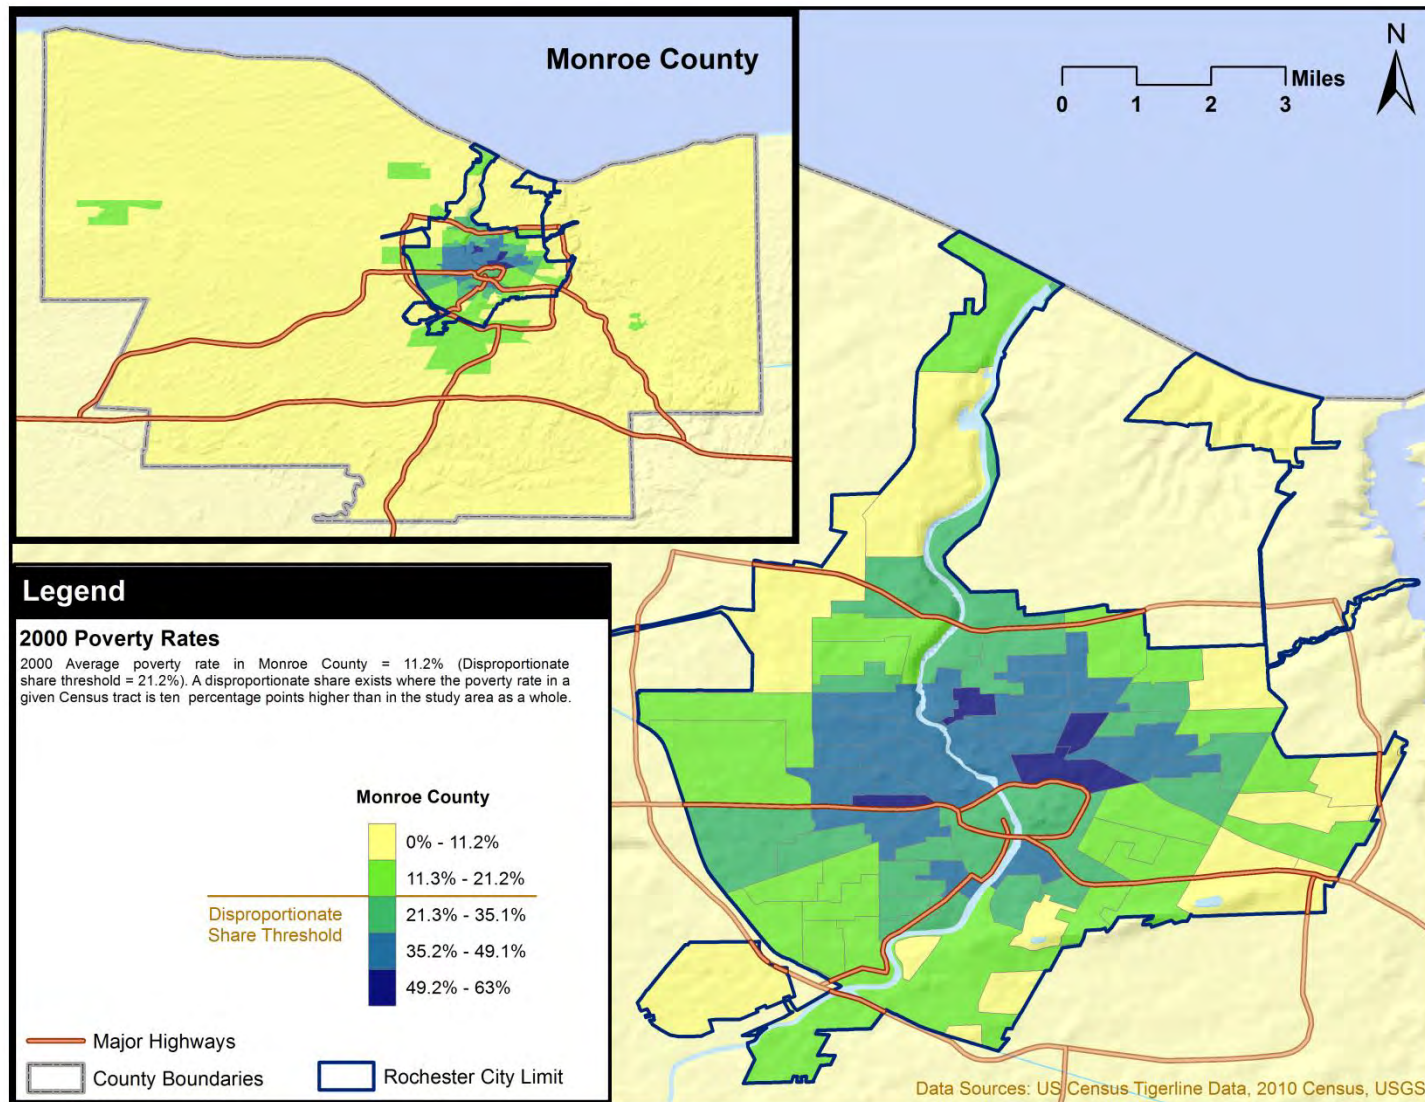 Monroe County
N
Miles
0 1 2 3
Legend
2000 Poverty Rates
2000 Average poverty rate in Monroe County = 11.2% (Disproportionate
share threshold = 21.2%). A disproportionate share exists where the poverty rate in a
given Census tract is ten percentage points higher than in the study area as a whole.
Monroe County
0% - 11.2%
11.3% - 21.2%
Disproportionate
Share Threshold
21.3% - 35.1%
35.2% - 49.1%
49.2% - 63%
Major Highways
County Boundaries
Rochester City Limit
Data Sources: US Census Tigerline Data, 2010 Census, USGS